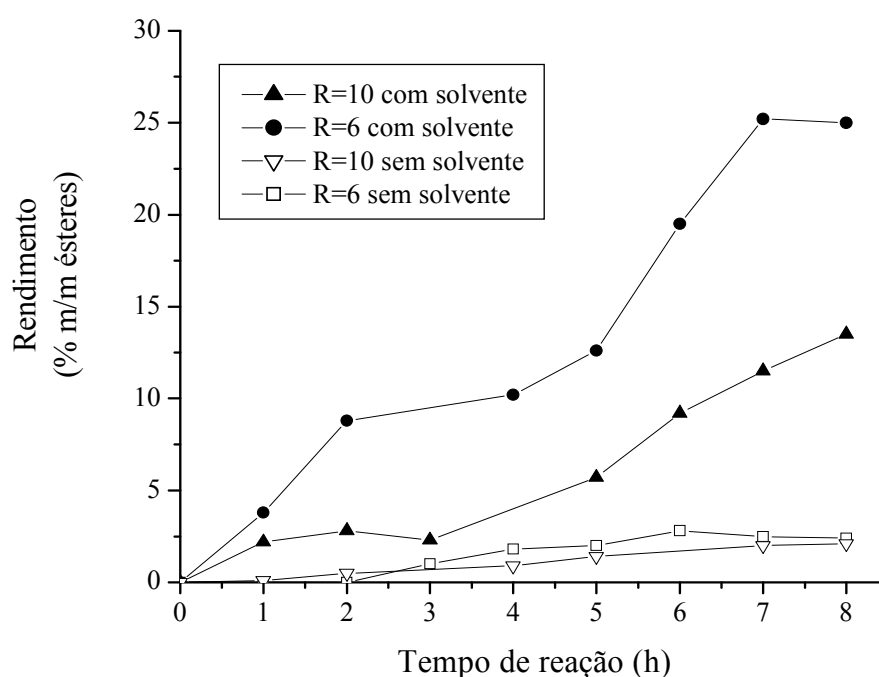 30
25
20
15
10
5
0
Rendimento
(% m/m ésteres)
R=10 com solvente
R=6 com solvente
R=10 sem solvente
R=6 sem solvente
0 1 2 3 4 5 6 7 8
Tempo de reação (h)